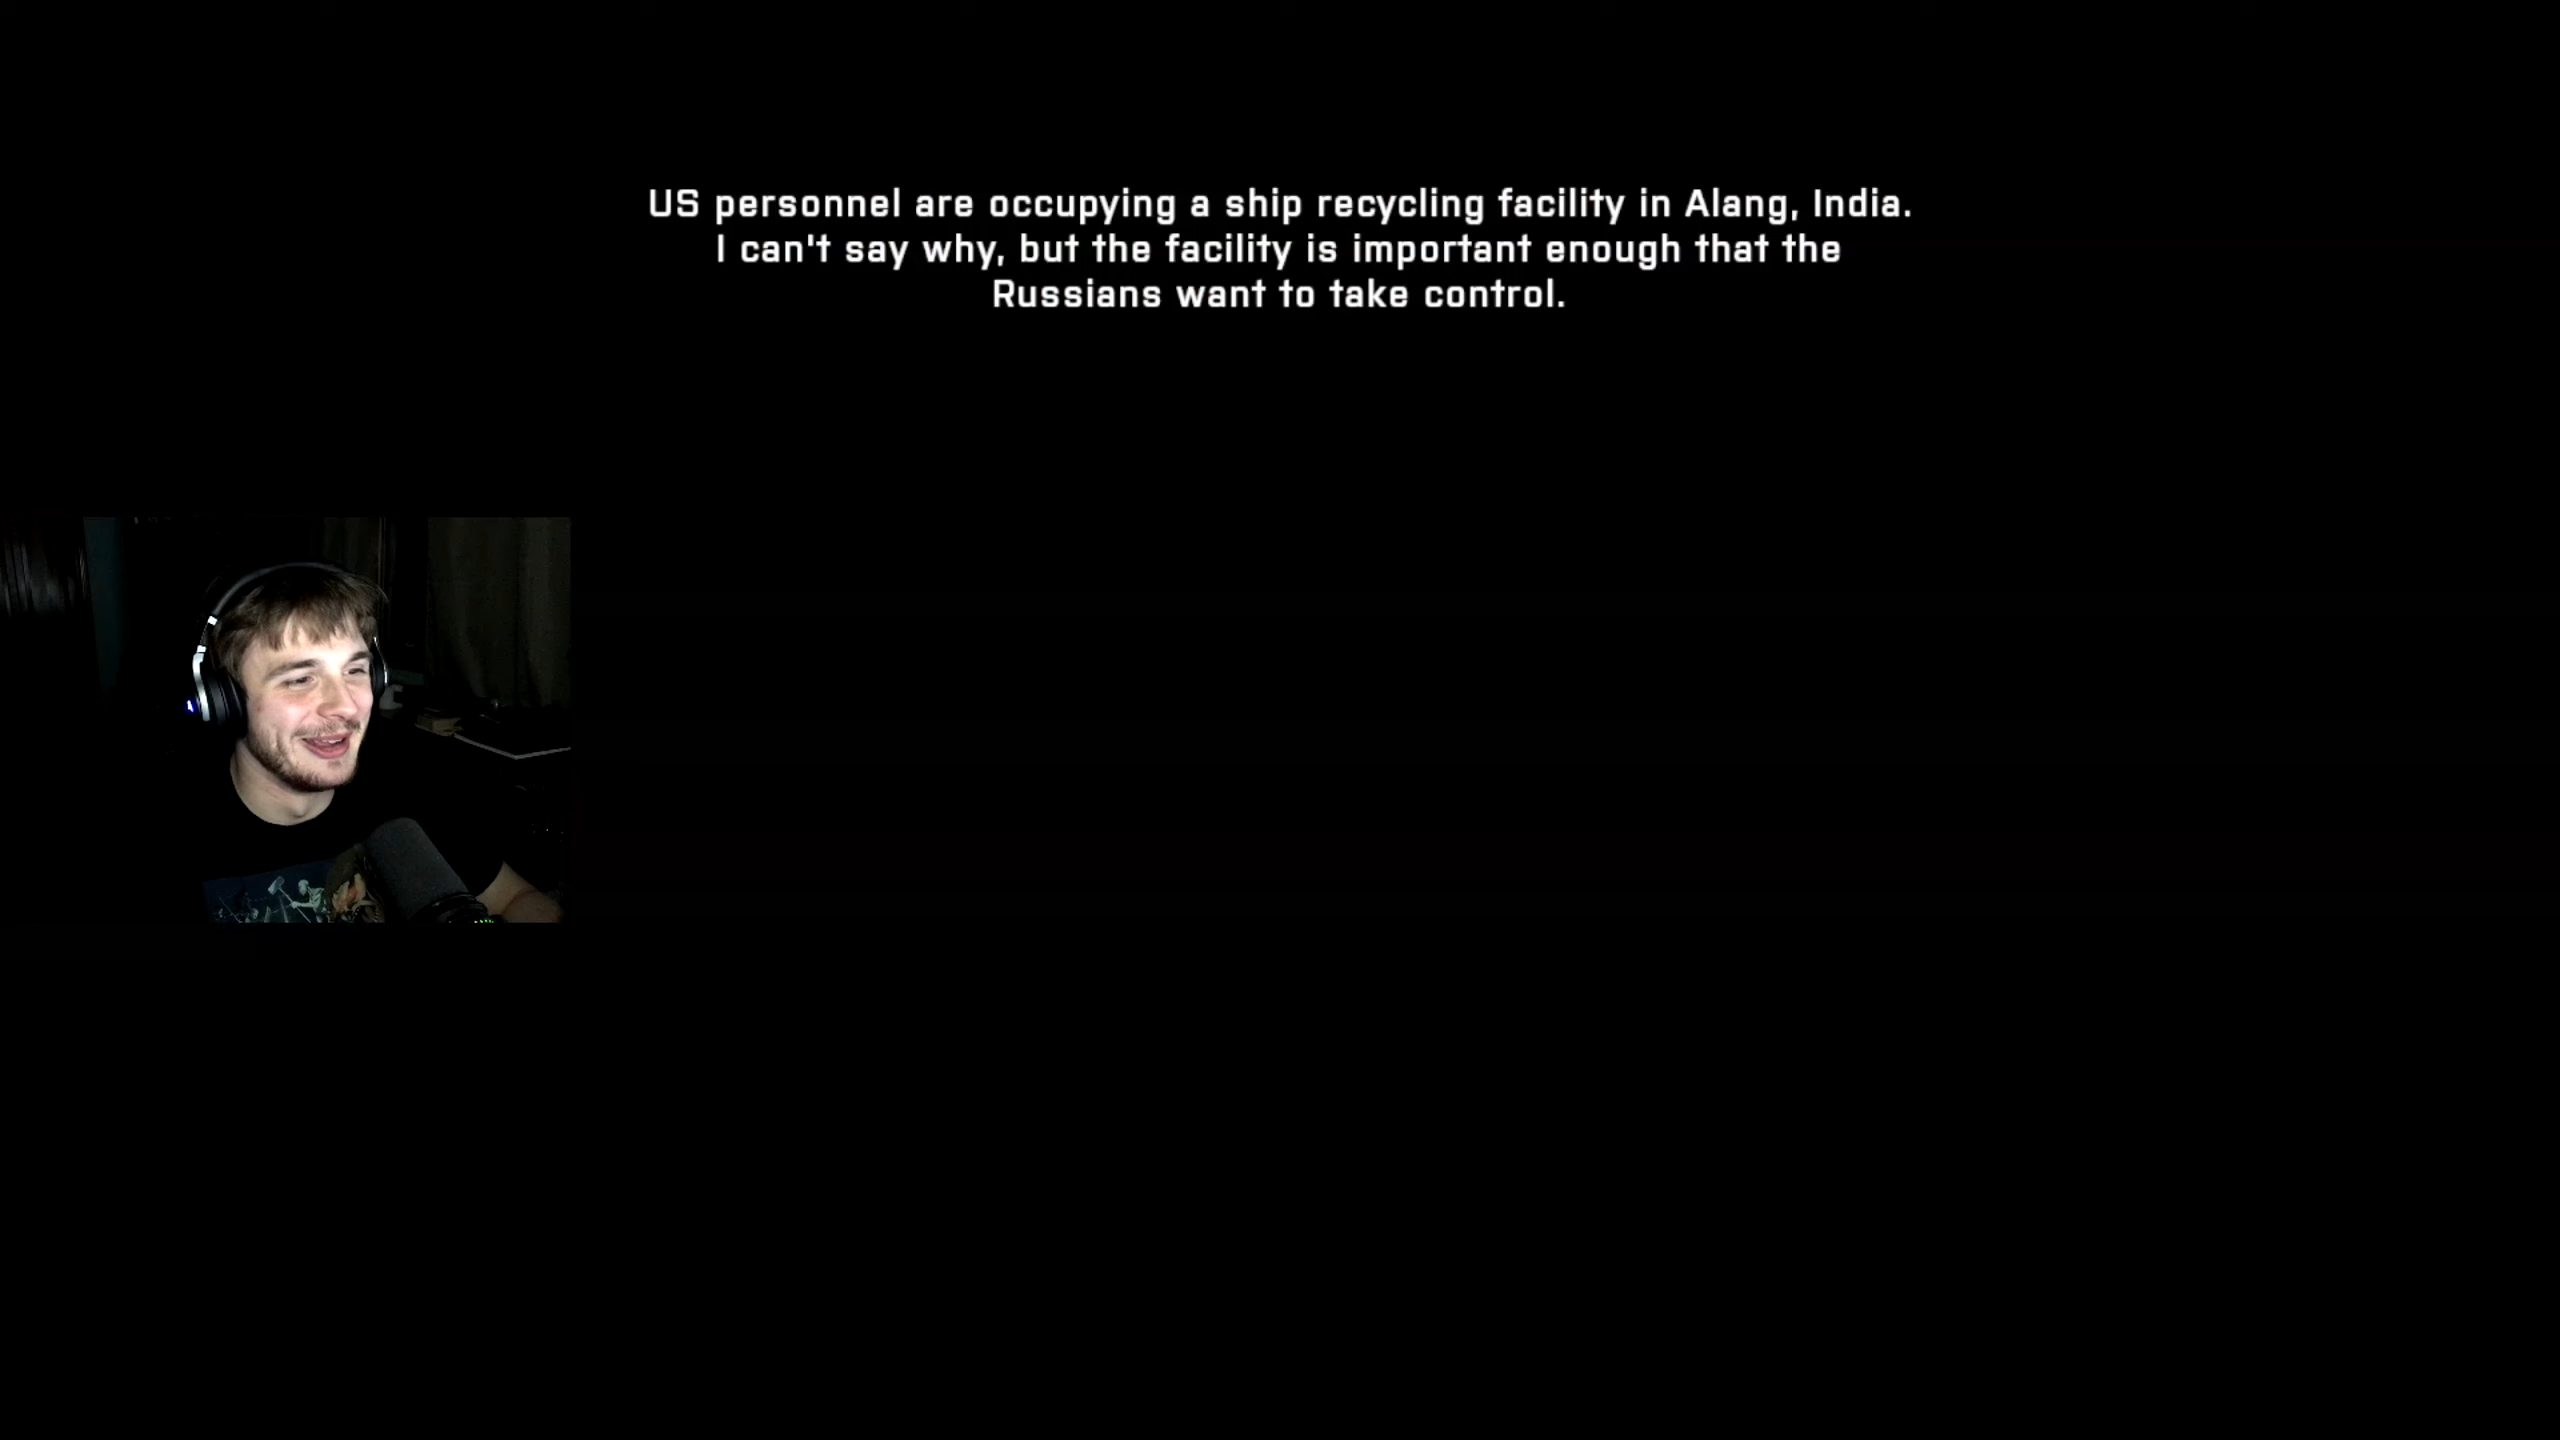 US personnel are occupying a ship recycling facility in Alang, India.
I can't say why, but the facility is important enough that the
Russians want to take control.